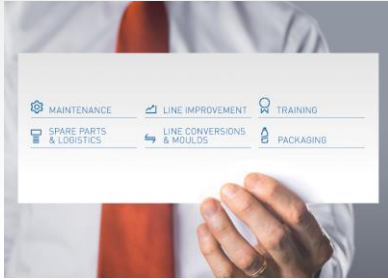 MAINTENANCE
LINE IMPROVEMENT
TRAINING
SPARE PARTS
& LOGISTICS
LINE CONVERSIONS
& MOULDS
PACKAGING